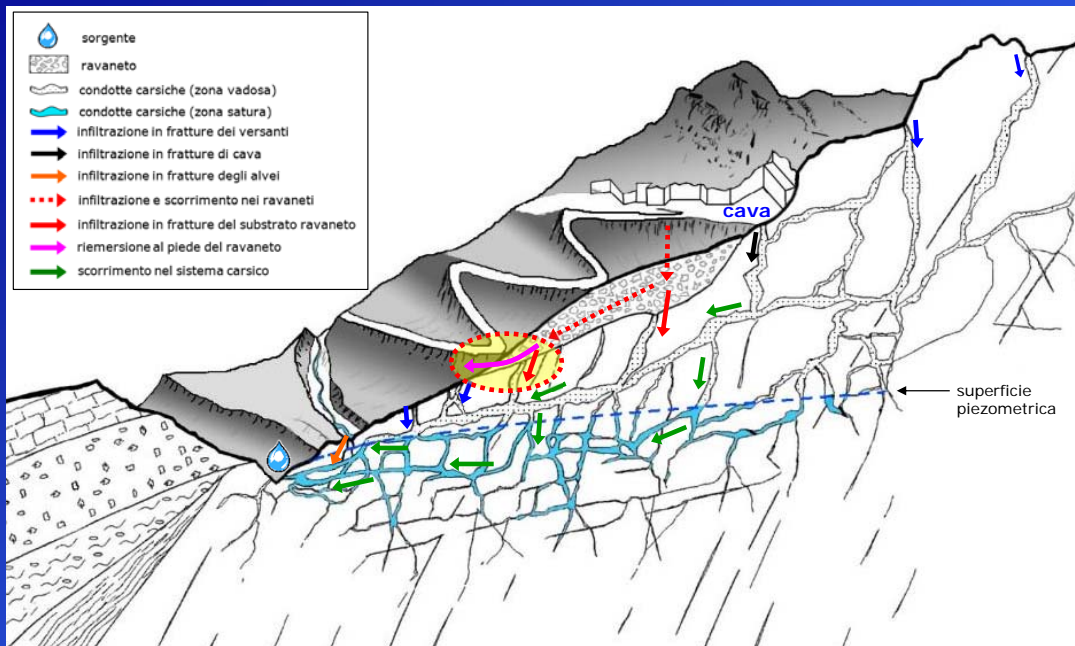 sorgente
ravaneto
condotte carsiche (zona vadosa)
condotte carsiche (zona satura)
infiltrazione in fratture dei versanti
infiltrazione in fratture di cava
infiltrazione in fratture degli alvei
infiltrazione e scorrimento nei ravaneti
infiltrazione in fratture del substrato ravaneto
riemersione al piede del ravaneto
scorrimento nel sistema carsico
cava
superficie
piezometrica